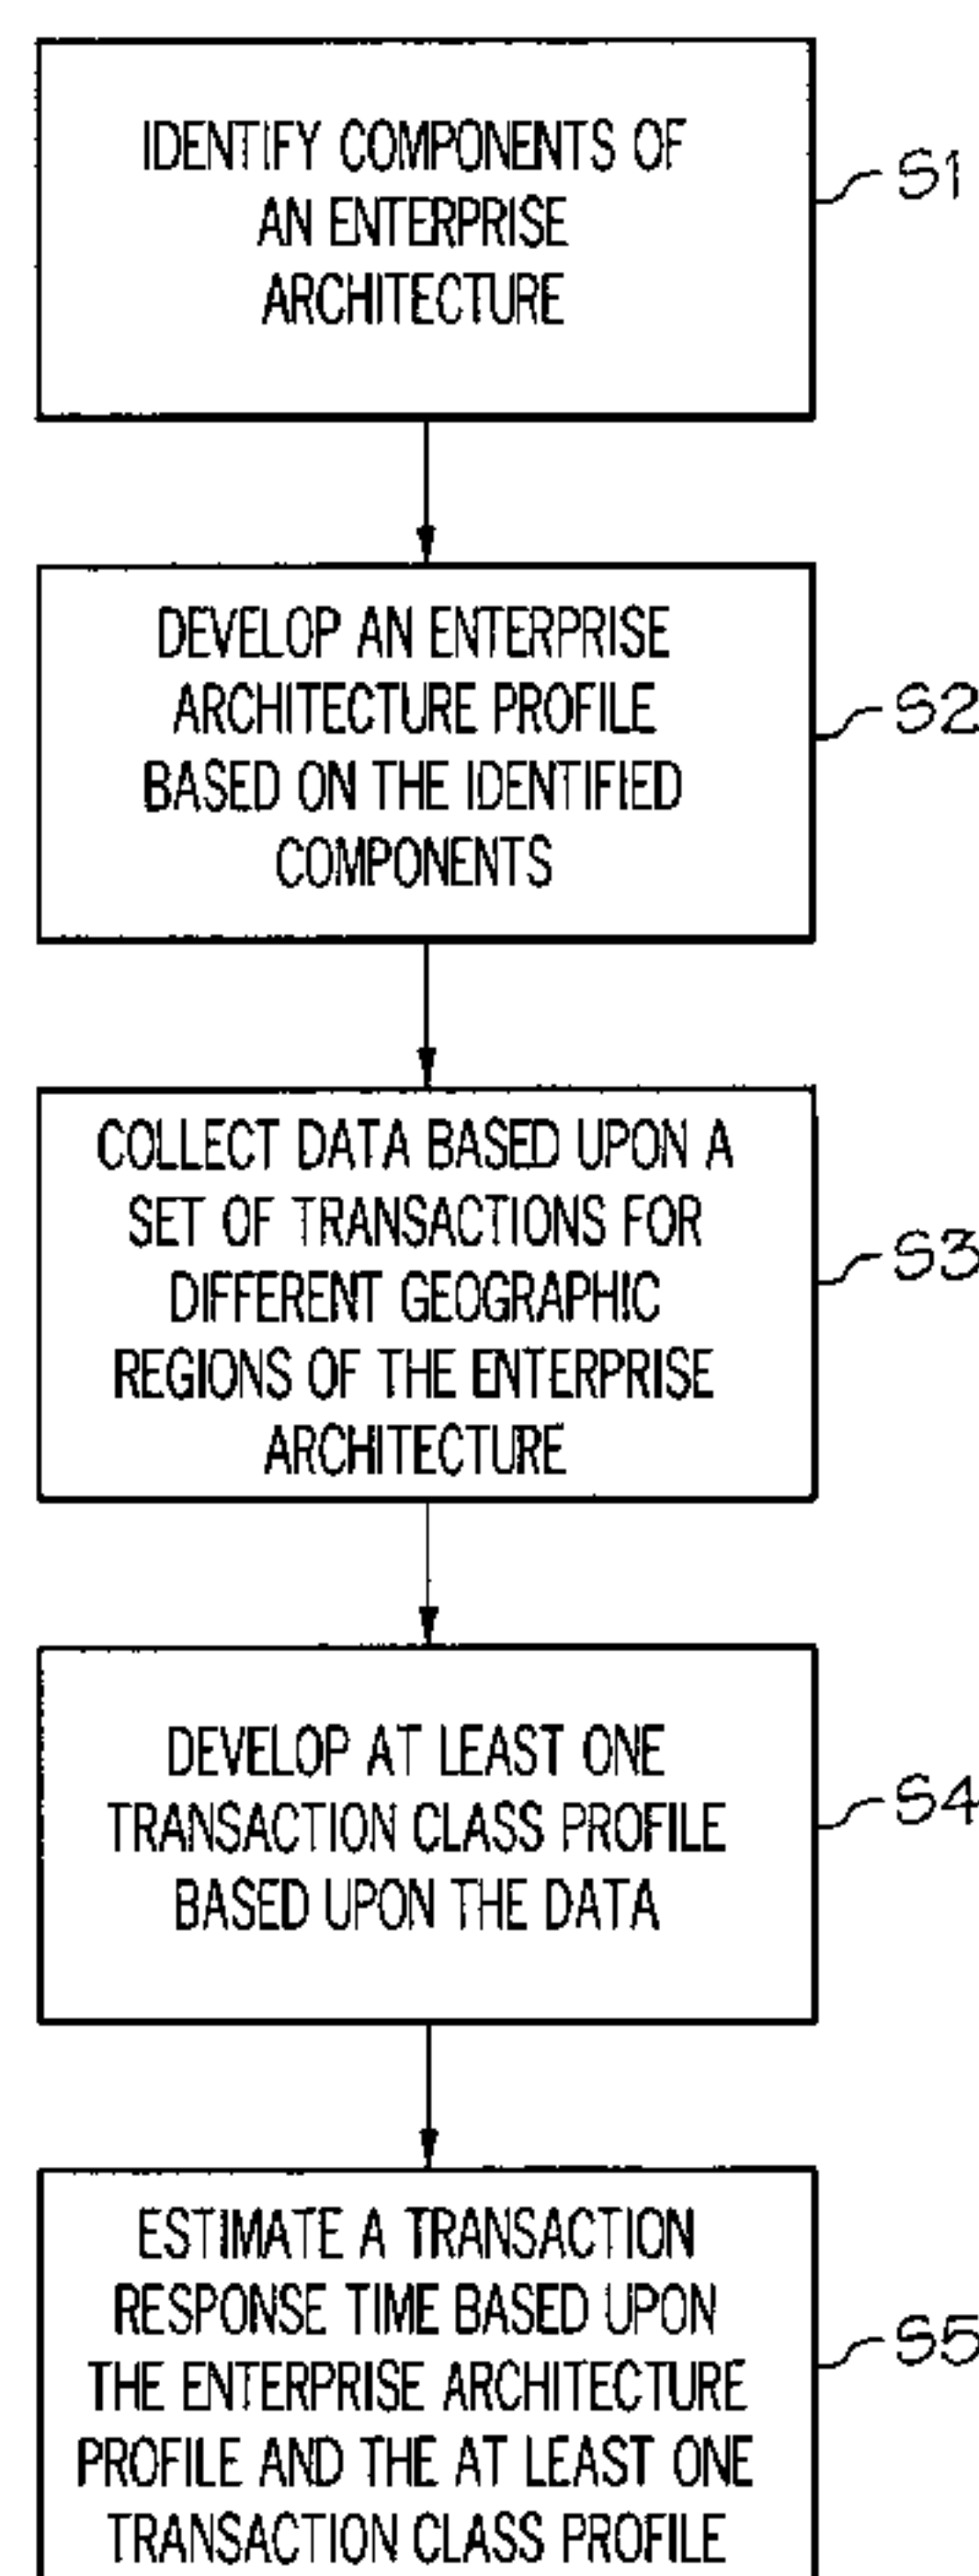 IDENTIFY COMPONENTS OF
AN ENTERPRISE
ARCHITECTURE
S1
DEVELOP AN ENTERPRISE
ARCHITECTURE PROFILE
BASED ON THE IDENTIFIED
COMPONENTS
S2
COLLECT DATA BASED UPON A
SET OF TRANSACTIONS FOR
DIFFERENT GEOGRAPHIC
REGIONS OF THE ENTERPRISE
ARCHITECTURE
S3
DEVELOP AT LEAST ONE
TRANSACTION CLASS PROFILE
BASED UPON THE DATA
S4
ESTIMATE A TRANSACTION
RESPONSE TIME BASED UPON
THE ENTERPRISE ARCHITECTURE
PROFILE AND THE AT LEAST ONE
TRANSACTION CLASS PROFILE
S5